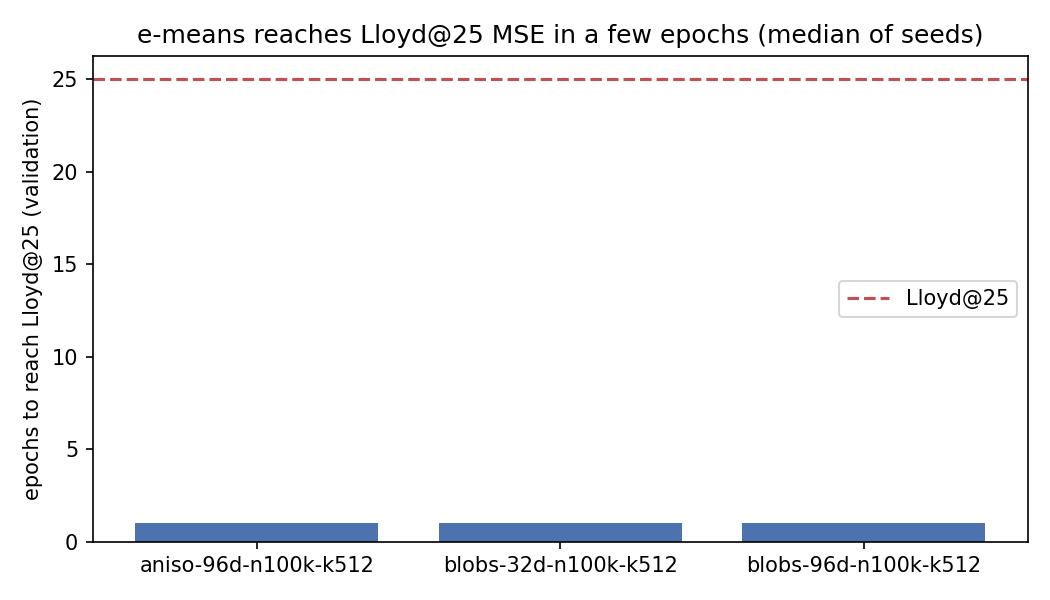 e-means reaches Lloyd@25 MSE in a few epochs (median of seeds)
epochs to reach Lloyd@25 (validation)
25
20
15
10
5
0
Lloyd@25
aniso-96d-n100k-k512
blobs-32d-n100k-k512
blobs-96d-n100k-k512